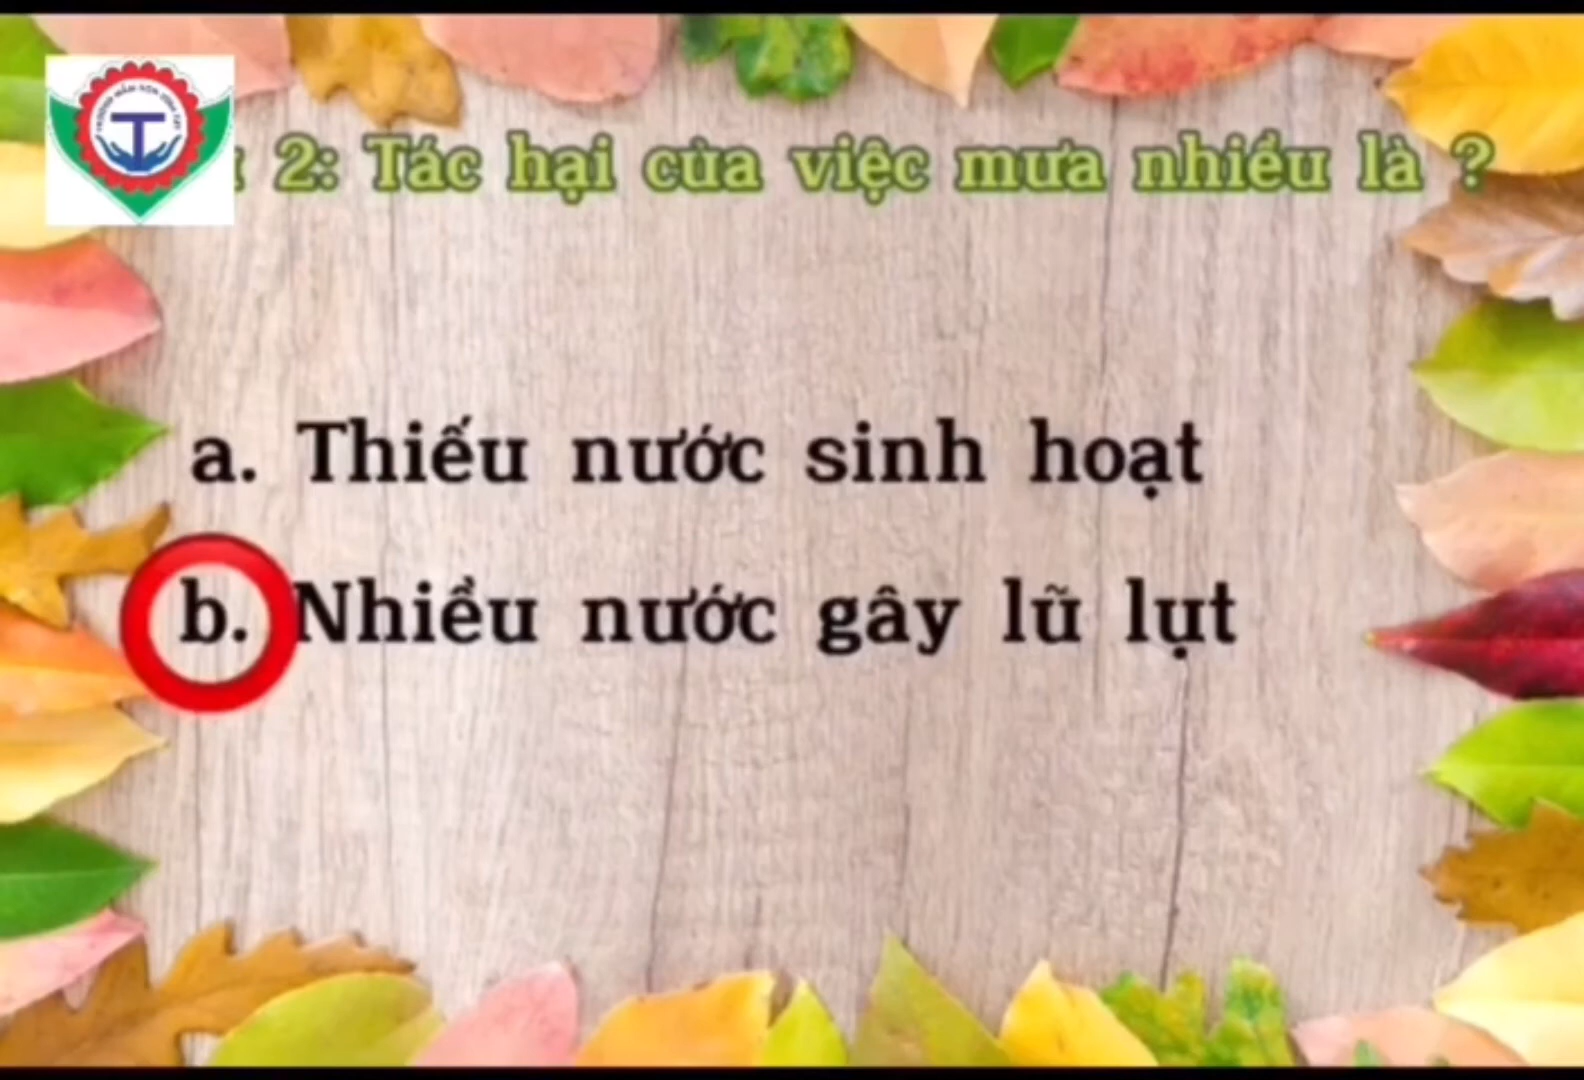 2: Tác hại của việc mưa nhiều là ?
a. Thiếu nước sinh hoạt
b. Nhiều nước gây lũ lụt